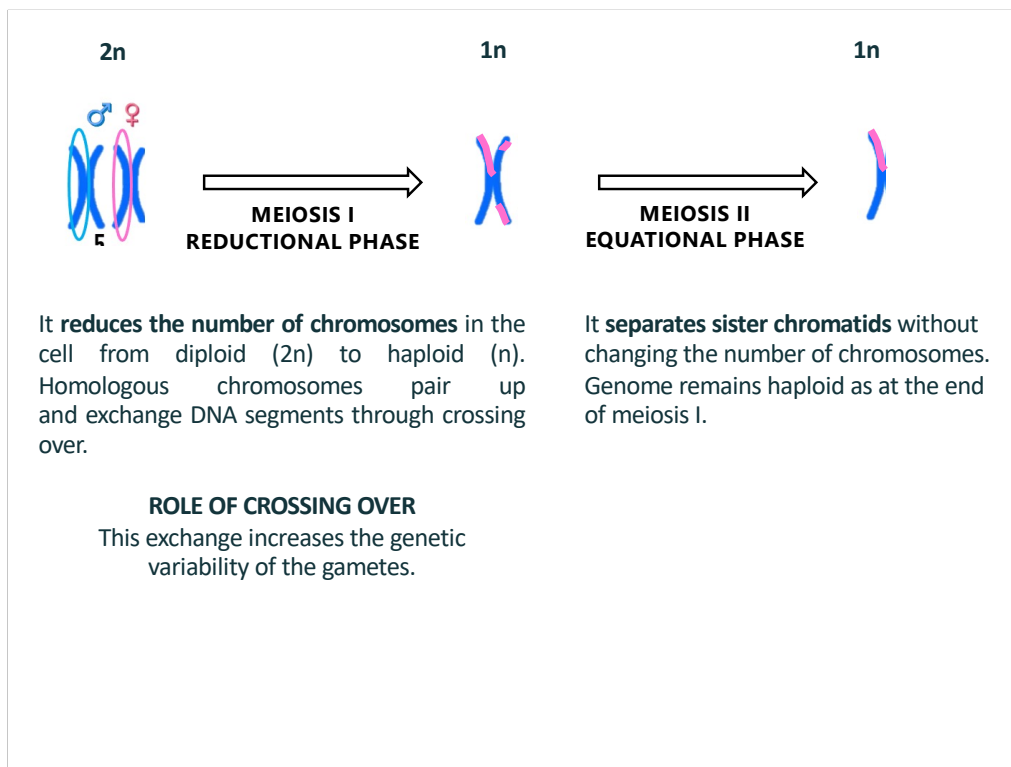 2n
1n
1n
♂ ♀
5
MEIOSIS I
REDUCTIONAL PHASE
MEIOSIS II
EQUATIONAL PHASE
It reduces the number of chromosomes in the
cell from diploid (2n) to haploid (n).
Homologous chromosomes pair up
and exchange DNA segments through crossing
over.
It separates sister chromatids without
changing the number of chromosomes.
Genome remains haploid as at the end
of meiosis I.
ROLE OF CROSSING OVER
This exchange increases the genetic
variability of the gametes.